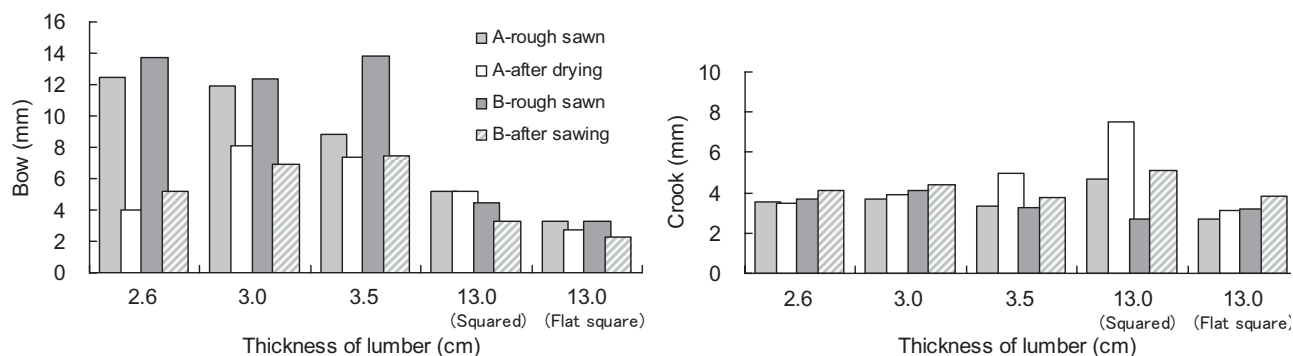 16
14
12
10
8
6
4
2
0
Bow (mm)
A-rough sawn
A-after drying
B-rough sawn
B-after sawing
2.6 3.0 3.5 13.0 13.0
(Squared) (Flat square)
Thickness of lumber (cm)
10
8
6
4
2
0
Crook (mm)
2.6 3.0 3.5 13.0 13.0
(Squared) (Flat square)
Thickness of lumber (cm)